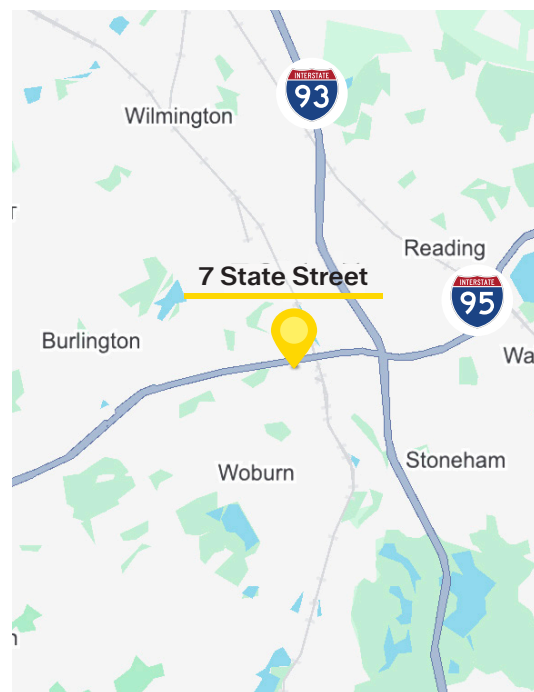 INTERSTATE
93
Wilmington
Reading
7 State Street
INTERSTATE
95
Burlington
Wa
Stoneham
Woburn